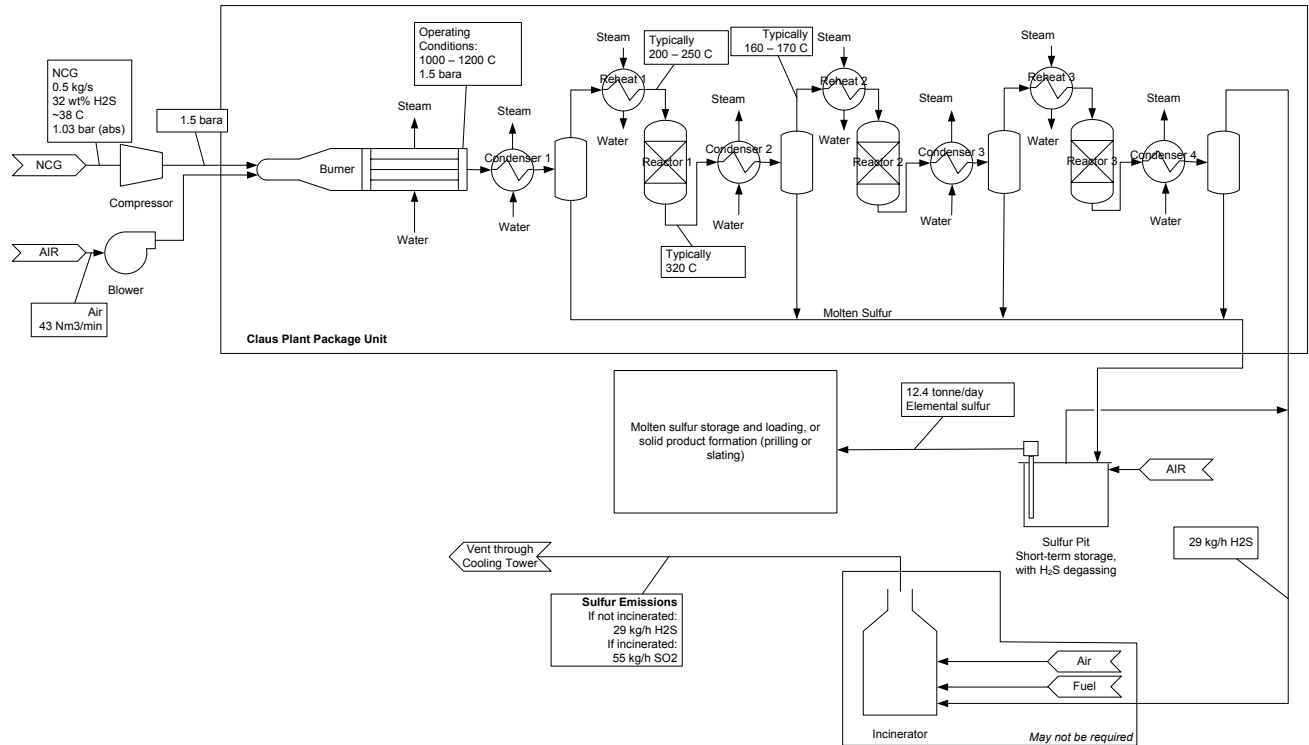 NCG
0.5 kg/s
32 wt% H2S
~38 C
1.03 bar (abs)
1.5 bara
NCG
Compressor
AIR
Blower
Air
43 Nm3/min
Operating
Conditions:
1000 – 1200 C
1.5 bara
Steam
Burner
Water
Steam
Condenser 1
Water
Steam
Reheat 1
Water
Typically
200 – 250 C
Reactor 1
Typically
320 C
Steam
Condenser 2
Water
Typically
160 – 170 C
Steam
Reheat 2
Water
Reactor 2
Steam
Condenser 3
Water
Steam
Reheat 3
Water
Reactor 3
Steam
Condenser 4
Water
Molten Sulfur
Claus Plant Package Unit
Molten sulfur storage and loading, or
solid product formation (prilling or
slating)
12.4 tonne/day
Elemental sulfur
AIR
Sulfur Pit
Short-term storage,
with H2S degassing
29 kg/h H2S
Vent through
Cooling Tower
Sulfur Emissions
If not incinerated:
29 kg/h H2S
If incinerated:
55 kg/h SO2
Air
Fuel
Incinerator
May not be required